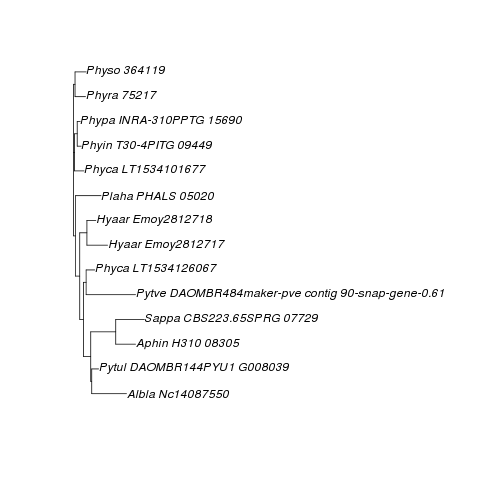 Physo 364119
Phyra 75217
Phypa INRA-310PPTG 15690
Phyin T30-4PITG 09449
Phyca LT1534101677
Plaha PHALS 05020
Hyaar Emoy2812718
Hyaar Emoy2812717
Phyca LT1534126067
Pytve DAOMBR484maker-pve contig 90-snap-gene-0.61
Sappa CBS223.65SPRG 07729
Aphin H310 08305
Pytul DAOMBR144PYU1 G008039
Albla Nc14087550